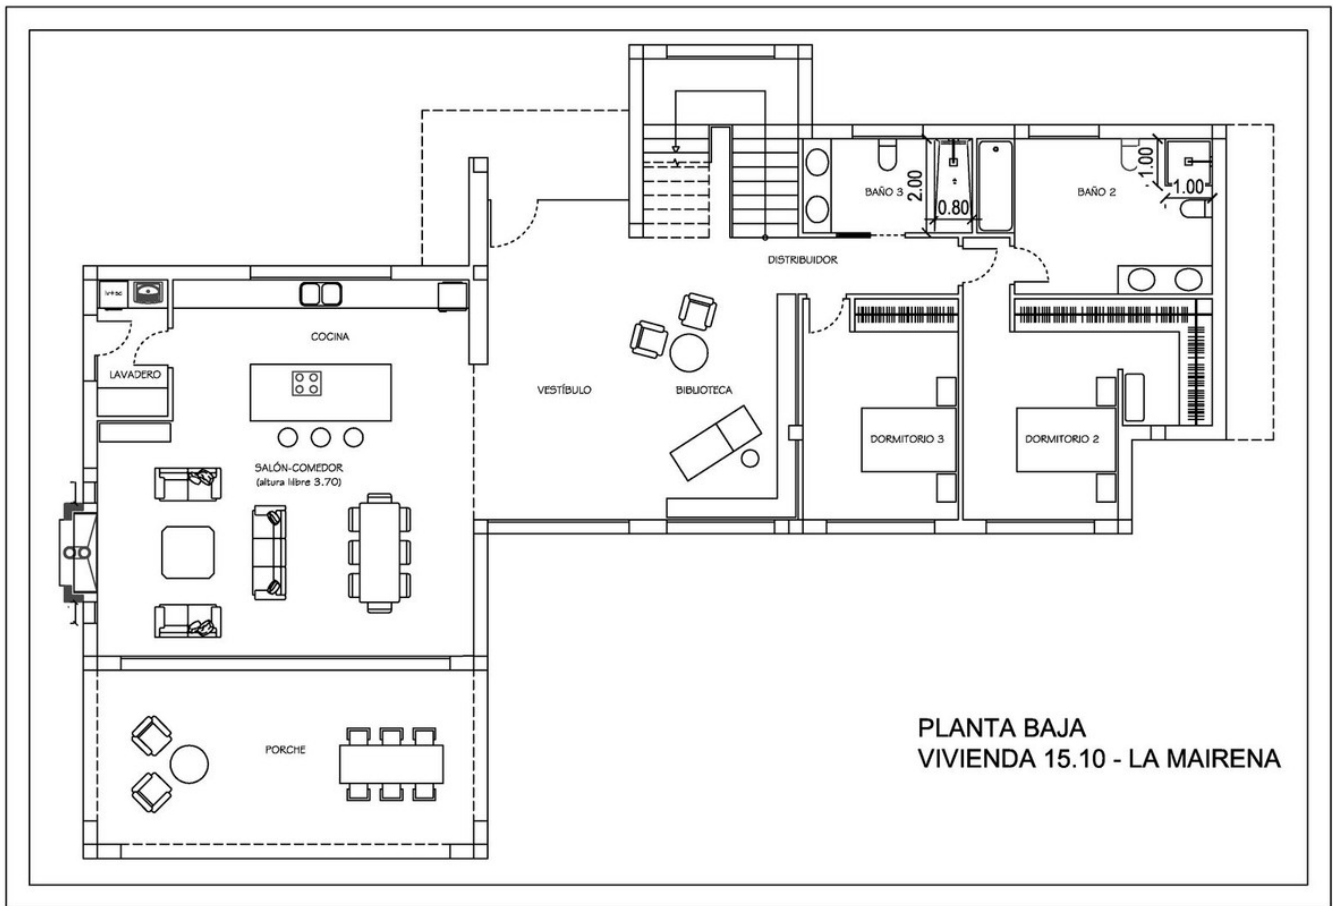 BAÑO 3
2.00
0.80
BAÑO 2
1.00
1.00
DISTRIBUIDOR
COCINA
LAVADERO
VESTÍBULO
BIBLIOTECA
DORMITORIO 3
DORMITORIO 2
SALÓN-COMEDOR
(altura libre 3.70)
PORCHE
PLANTA BAJA
VIVIENDA 15.10 - LA MAIRENA